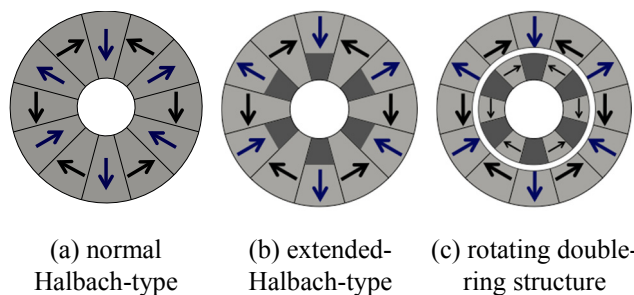 (a) normal
Halbach-type
(b) extended-
Halbach-type
(c) rotating double-
ring structure